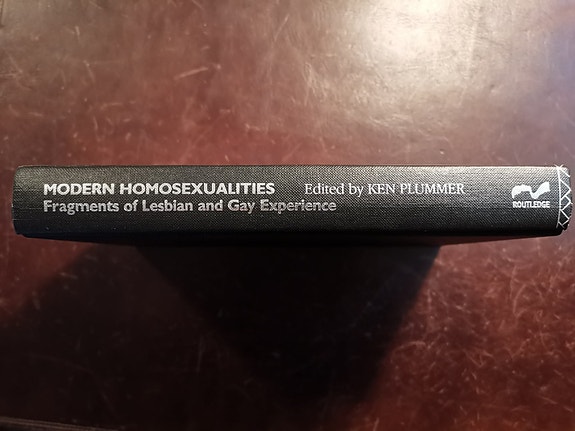 MODERN HOMOSEXUALITIES Edited by KEN PLUMMER
Fragments of Lesbian and Gay Experience
ROUTLEDGE